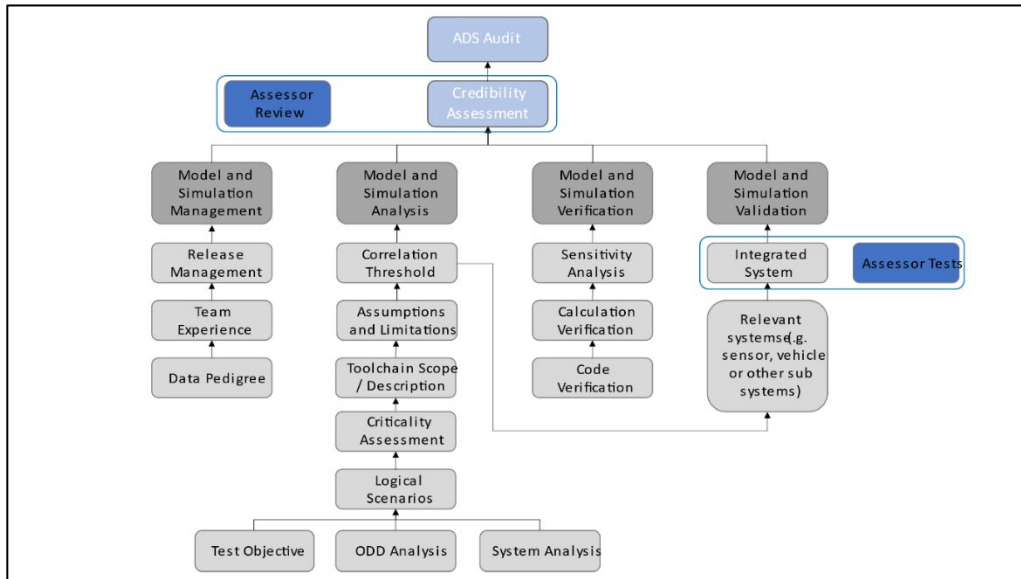 ADS Audit
Assessor
Review
Credibility
Assessment
Model and
Simulation
Management
Model and
Simulation
Analysis
Model and
Simulation
Verification
Model and
Simulation
Validation
Release
Management
Correlation
Threshold
Sensitivity
Analysis
Integrated
System
Assessor Tests
Team
Experience
Assumptions
and Limitations
Calculation
Verification
Relevant
systemse(.g.
sensor, vehicle
or other sub
systems)
Data Pedigree
Toolchain Scope
/ Description
Code
Verification
Criticality
Assessment
Logical
Scenarios
Test Objective
ODD Analysis
System Analysis